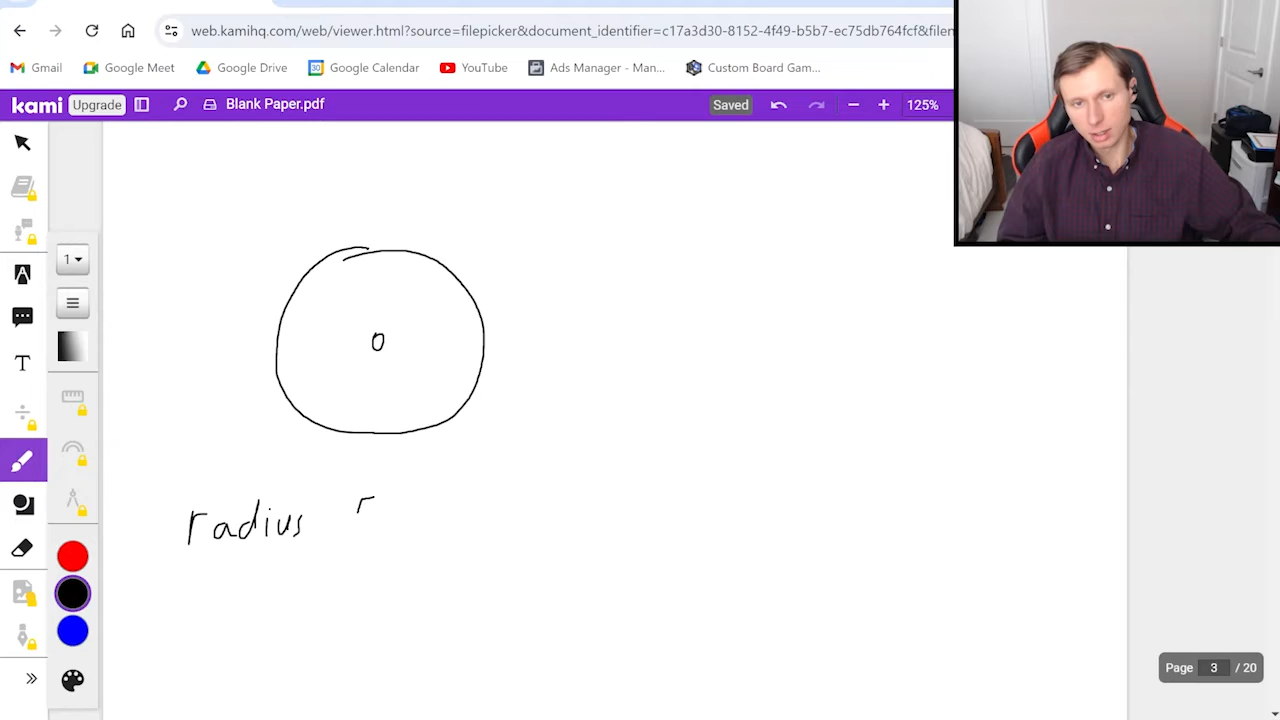 web.kamihq.com/web/viewer.html?source=filepicker&document_identifier=c17a3d30-8152-4f49-b5b7-ec75db764fcf&filen
Gmail Google Meet Google Drive 30 Google Calendar YouTube Ads Manager - Man... Custom Board Gam...
kami Upgrade Blank Paper.pdf Saved 125%
1
T
O
radius r
Page 3 / 20